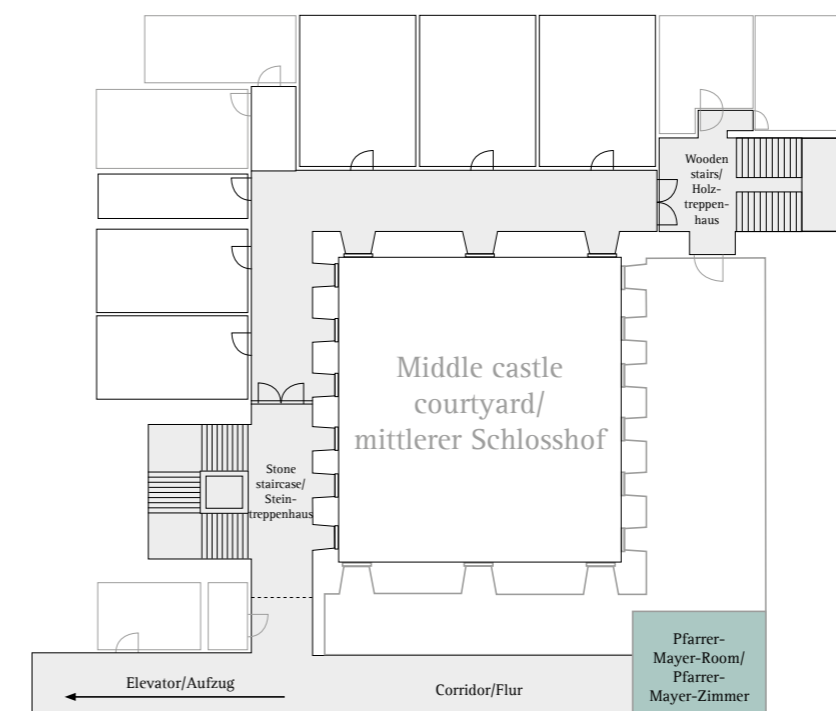 Wooden
stairs/
Holz-
treppen-
haus
Middle castle
courtyard/
mittlerer Schlosshof
Stone
staircase/
Stein-
treppenhaus
Pfarrer-
Mayer-Room/
Pfarrer-
Mayer-Zimmer
Elevator/Aufzug
Corridor/Flur